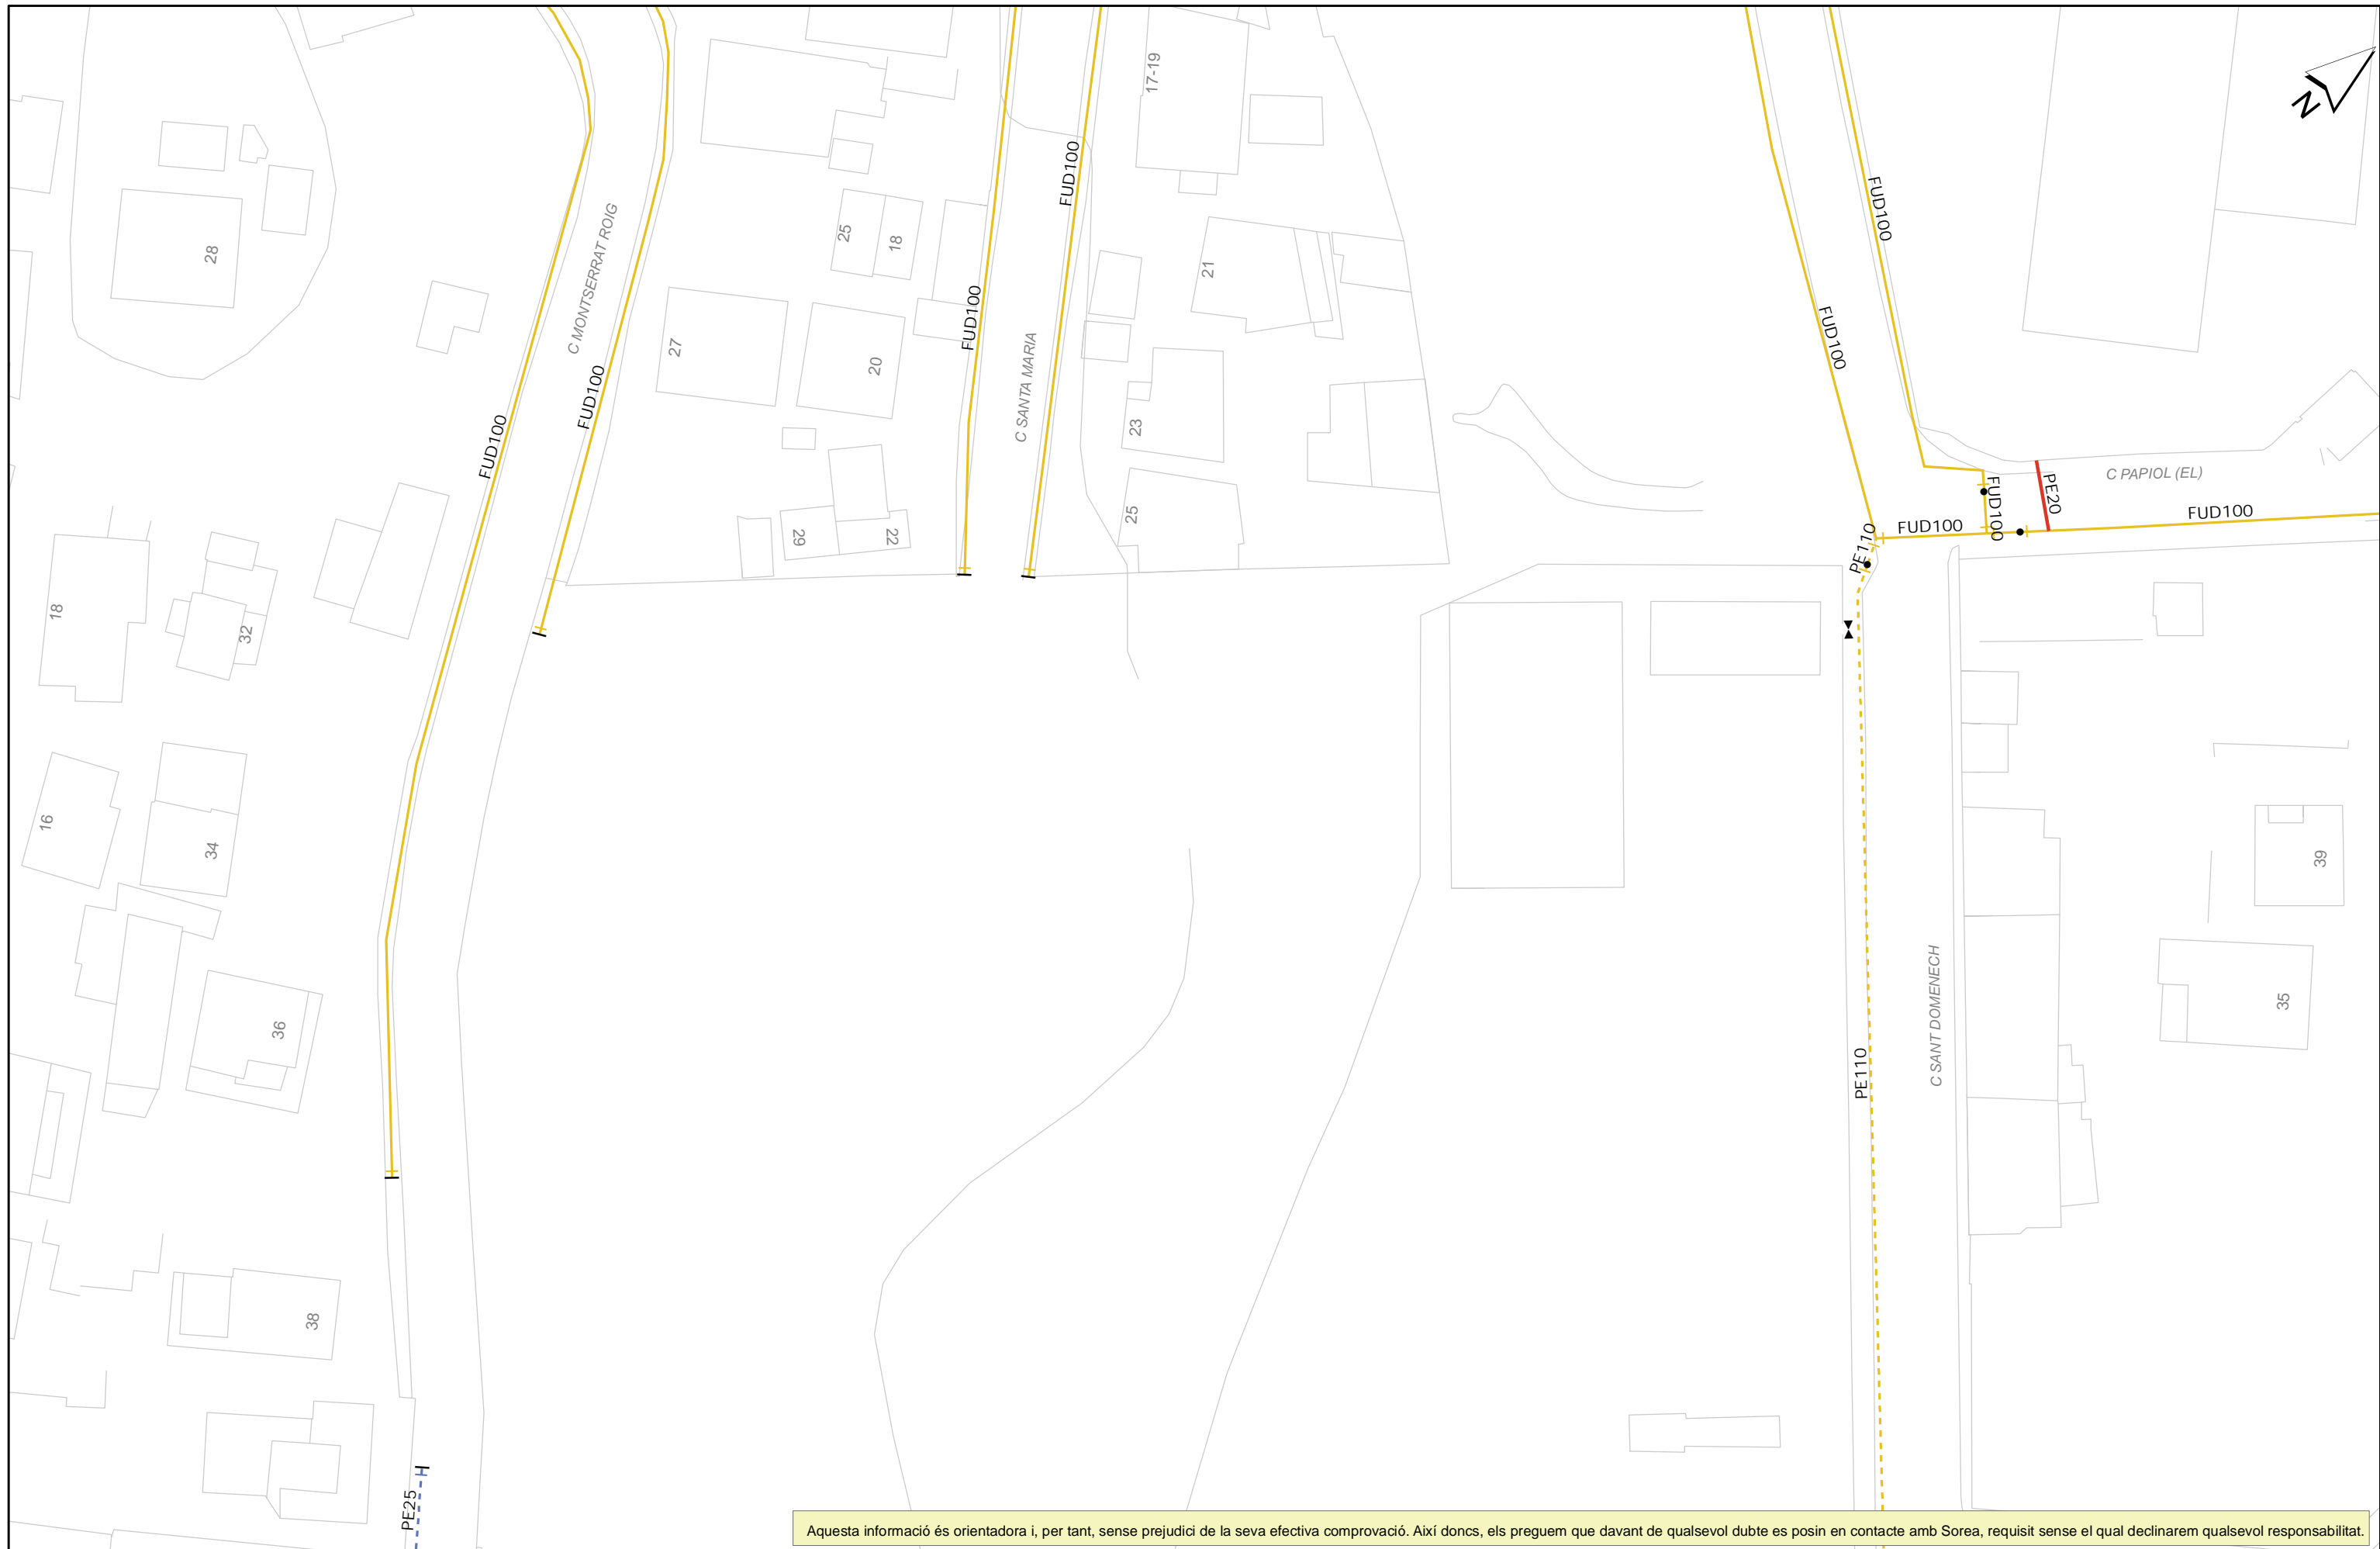 17-19
N
FUD100
FUD100
28
C MONTSERRAT ROIG
25
18
21
FUD100
FUD100
27
20
C SANTA MARIA
FUD100
FUD100
23
FUD100
C PAPIOL (EL)
PE20
FUD100
FUD100
FUD100
25
29
22
PE110
18
32
16
34
39
C SANT DOMENECH
35
36
PE110
38
PE25
Aquesta informació és orientadora i, per tant, sense prejudici de la seva efectiva comprovació. Així doncs, els preguem que davant de qualsevol dubte es posin en contacte amb Sorea, requisit sense el qual declinarem qualsevol responsabilitat.